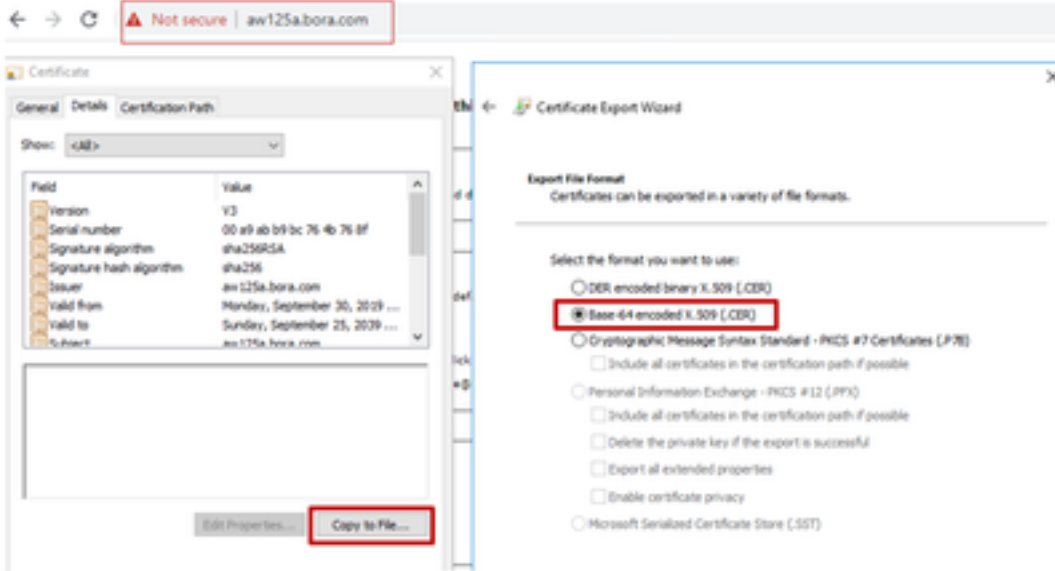 Not secure | aw125a.bora.com
Certificate
General Details Certification Path
Show: <All>
Field Value
Version V3
Serial number 00 a9 ab b9 bc 76 4b 76 8f
Signature algorithm sha256RSA
Signature hash algorithm sha256
Issuer aw125a.bora.com
Valid from Monday, September 30, 2019 ...
Valid to Sunday, September 25, 2039 ...
Subject aw125a.bora.com
Edit Properties... Copy to File...
Certificate Export Wizard
Export File Format
Certificates can be exported in a variety of file formats.
Select the format you want to use:
DER encoded binary X.509 (.CER)
Base-64 encoded X.509 (.CER)
Cryptographic Message Syntax Standard - PKCS #7 Certificates (.P7B)
Include all certificates in the certification path if possible
Personal Information Exchange - PKCS #12 (.PFX)
Include all certificates in the certification path if possible
Delete the private key if the export is successful
Export all extended properties
Enable certificate privacy
Microsoft Serialized Certificate Store (.SST)